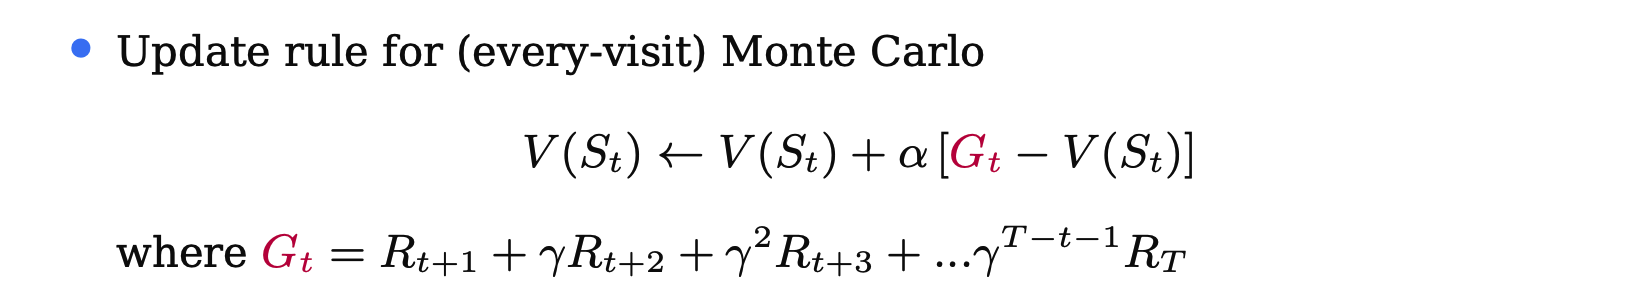 • Update rule for (every-visit) Monte Carlo
V(S_t) ← V(S_t) + α [G_t − V(S_t)]
where G_t = R_{t+1} + γR_{t+2} + γ^2 R_{t+3} + ...γ^{T−t−1} R_T